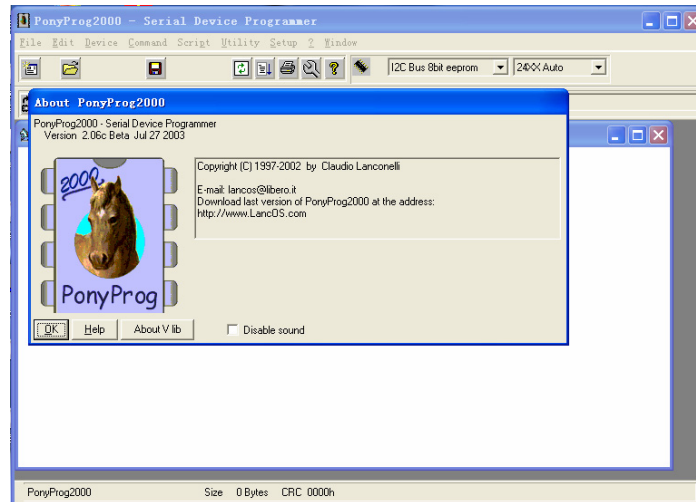 PonyProg2000 - Serial Device Programmer
File Edit Device Command Script Utility Setup ? Window
I2C Bus 8bit eeprom 24XX Auto
About PonyProg2000
PonyProg2000 - Serial Device Programmer
Version 2.06c Beta Jul 27 2003
Copyright (C) 1997-2002 by Claudio Lanconelli
E-mail: lancos@libero.it
Download last version of PonyProg2000 at the address:
http://www.LancOS.com
2000
PonyProg
OK Help About V lib Disable sound
PonyProg2000 Size 0 Bytes CRC 0000h